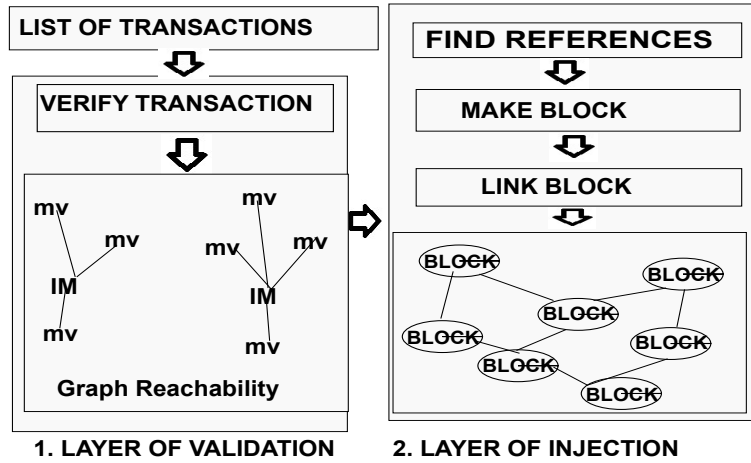 LIST OF TRANSACTIONS
VERIFY TRANSACTION
mv
mv
mv
mv
mv
IM
IM
mv
mv
Graph Reachability
1. LAYER OF VALIDATION
FIND REFERENCES
MAKE BLOCK
LINK BLOCK
BLOCK
BLOCK
BLOCK
BLOCK
BLOCK
BLOCK
BLOCK
2. LAYER OF INJECTION